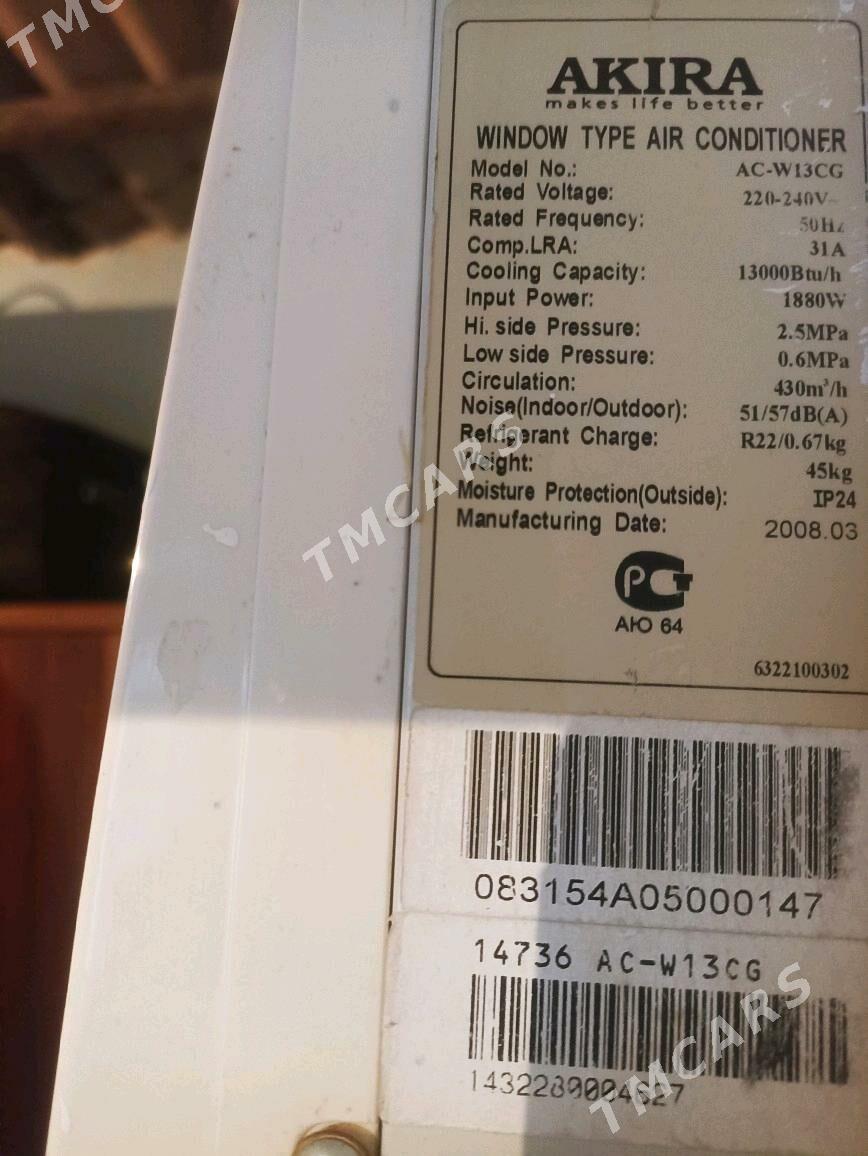 AKIRA
makes life better
WINDOW TYPE AIR CONDITIONER
Model No.: AC-W13CG
Rated Voltage: 220-240V~
Rated Frequency: 50Hz
Comp.LRA: 31A
Cooling Capacity: 13000Btu/h
Input Power: 1880W
Hi. side Pressure: 2.5MPa
Low side Pressure: 0.6MPa
Circulation: 430m³/h
Noise(Indoor/Outdoor): 51/57dB(A)
Refrigerant Charge: R22/0.67kg
Weight: 45kg
Moisture Protection(Outside): IP24
Manufacturing Date: 2008.03
АЮ 64
6322100302
083154A05000147
14736 AC-W13CG
TMCARS
TMCARS